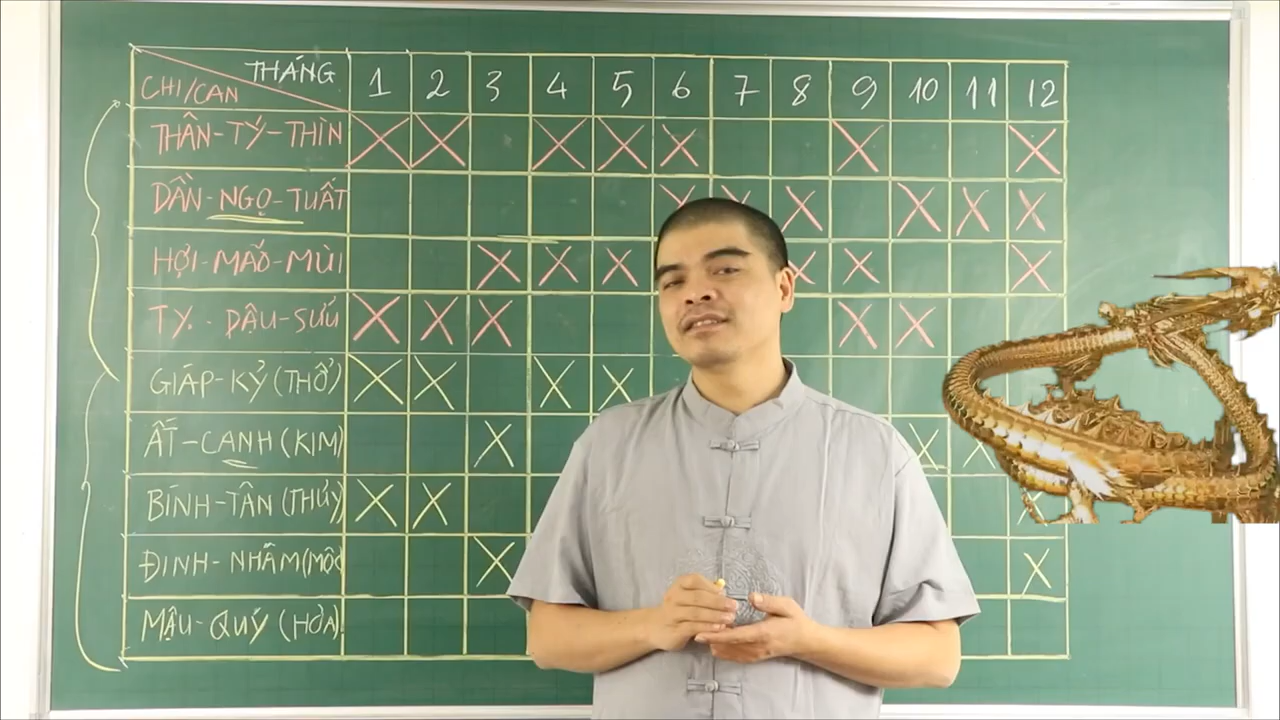 THÁNG 1 2 3 4 5 6 7 8 9 10 11 12
CHI/CAN
THÂN-TÝ-THÌN X X X X X X X
DẦN-NGỌ-TUẤT X X X X X X
HỢI-MÃO-MÙI X X X X X X
TỴ-DẬU-SỬU X X X X X
GIÁP-KỶ (THỔ) X X X X
ẤT-CANH (KIM) X X X
BÍNH-TÂN (THỦY) X X X
ĐINH-NHÂM (MỘC X X
MẬU-QUÝ (HỎA)